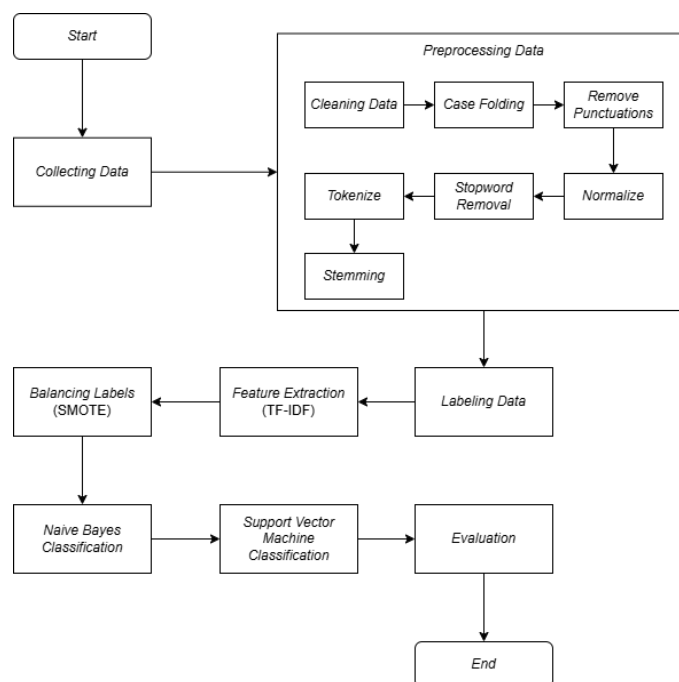 Start
Collecting Data
Preprocessing Data
Cleaning Data
Case Folding
Remove
Punctuations
Normalize
Stopword
Removal
Tokenize
Stemming
Labeling Data
Feature Extraction
(TF-IDF)
Balancing Labels
(SMOTE)
Naive Bayes
Classification
Support Vector
Machine
Classification
Evaluation
End